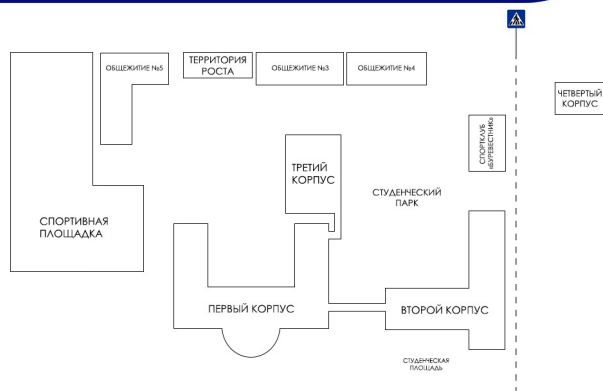 ОБЩЕЖИТИЕ №5
ТЕРРИТОРИЯ
РОСТА
ОБЩЕЖИТИЕ №3
ОБЩЕЖИТИЕ №4
ЧЕТВЕРТЫЙ
КОРПУС
СПОРТКЛУБ
«БУРЕВЕСТНИК»
ТРЕТИЙ
КОРПУС
СТУДЕНЧЕСКИЙ
ПАРК
СПОРТИВНАЯ
ПЛОЩАДКА
ПЕРВЫЙ КОРПУС
ВТОРОЙ КОРПУС
СТУДЕНЧЕСКАЯ
ПЛОЩАДЬ